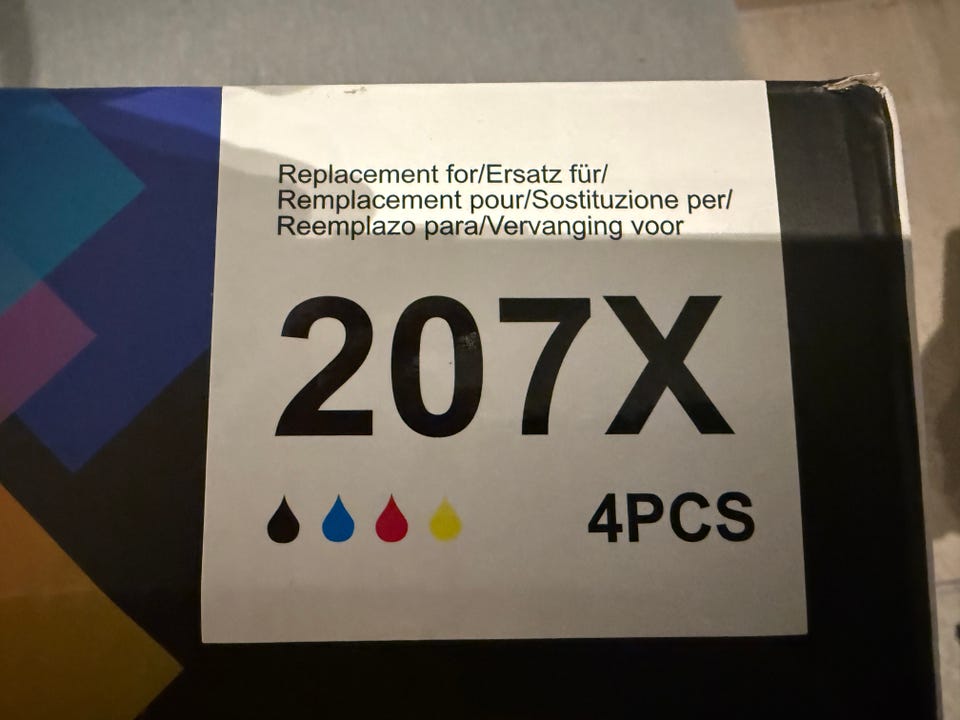 Replacement for/Ersatz für/
Remplacement pour/Sostituzione per/
Reemplazo para/Vervanging voor
207X
4PCS